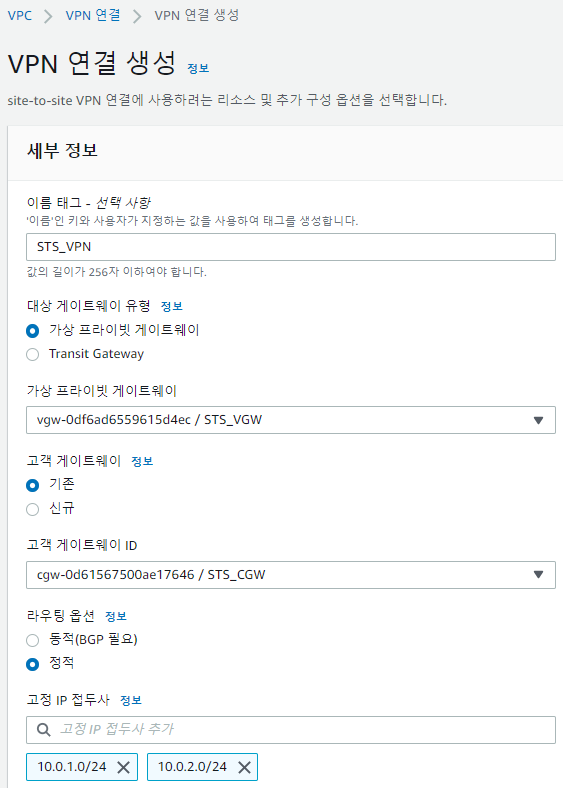 VPC > VPN 연결 > VPN 연결 생성
VPN 연결 생성 정보
site-to-site VPN 연결에 사용하려는 리소스 및 추가 구성 옵션을 선택합니다.
세부 정보
이름 태그 - 선택 사항
'이름'인 키와 사용자가 지정하는 값을 사용하여 태그를 생성합니다.
STS_VPN
값의 길이가 256자 이하여야 합니다.
대상 게이트웨이 유형 정보
가상 프라이빗 게이트웨이
Transit Gateway
가상 프라이빗 게이트웨이
vgw-0df6ad6559615d4ec / STS_VGW
고객 게이트웨이 정보
기존
신규
고객 게이트웨이 ID
cgw-0d61567500ae17646 / STS_CGW
라우팅 옵션 정보
동적(BGP 필요)
정적
고정 IP 접두사 정보
고정 IP 접두사 추가
10.0.1.0/24 10.0.2.0/24